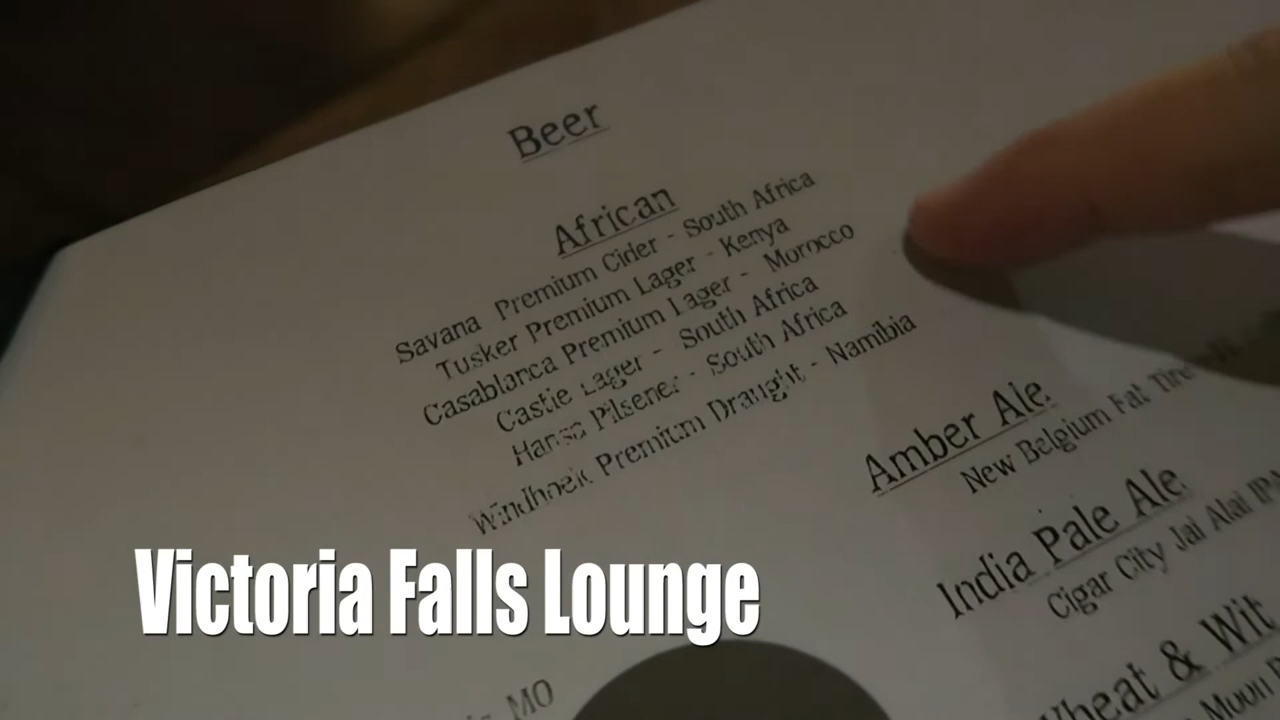 Beer
African
Savana Premium Cider - South Africa
Tusker Premium Lager - Kenya
Casablanca Premium Lager - Morocco
Castle Lager - South Africa
Hansa Pilsener - South Africa
Windhoek Premium Draught - Namibia
Amber Ale
New Belgium Fat Tire
India Pale Ale
Cigar City Jai Alai IPA
Wheat & Wit
Moon
MO
Victoria Falls Lounge